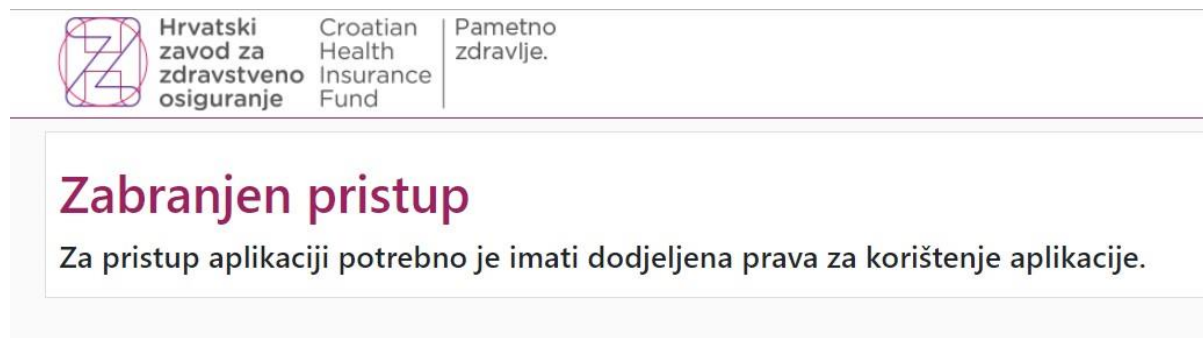 Hrvatski
zavod za
zdravstveno
osiguranje
Croatian
Health
Insurance
Fund
Pametno
zdravlje.
Zabranjen pristup
Za pristup aplikaciji potrebno je imati dodjeljena prava za korištenje aplikacije.